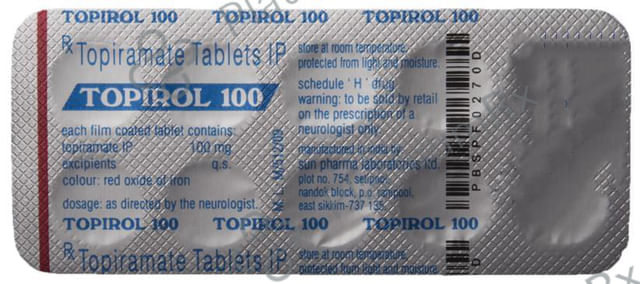 TOPIROL 100 TOPIROL 100 TOPIROL 100
Rx Topiramate Tablets IP
TOPIROL 100
each film coated tablet contains:
topiramate IP 100 mg
excipients q.s.
colour: red oxide of iron
dosage: as directed by the neurologist.
M. L. M/512/09
store at room temperature,
protected from light and moisture.
schedule 'H' drug
warning: to be sold by retail
on the prescription of a
neurologist only.
manufactured in india by
sun pharma laboratories ltd.
plot no. 754,
nandok block, p.o. ranipool,
east sikkim-737 135.
PBSPF0270D
TOPIROL 100 TOPIROL 100 TOPIROL 100
Rx Topiramate Tablets IP
store at room temperature,
protected from light and moisture
D